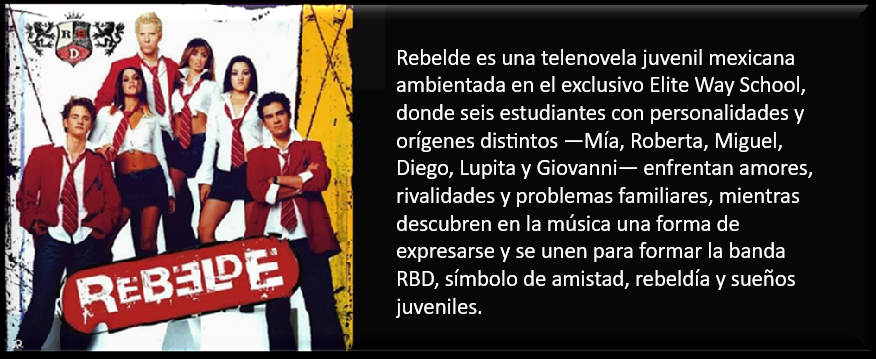 R B
D
REBELDE
R
Rebelde es una telenovela juvenil mexicana
ambientada en el exclusivo Elite Way School,
donde seis estudiantes con personalidades y
orígenes distintos —Mía, Roberta, Miguel,
Diego, Lupita y Giovanni— enfrentan amores,
rivalidades y problemas familiares, mientras
descubren en la música una forma de
expresarse y se unen para formar la banda
RBD, símbolo de amistad, rebeldía y sueños
juveniles.